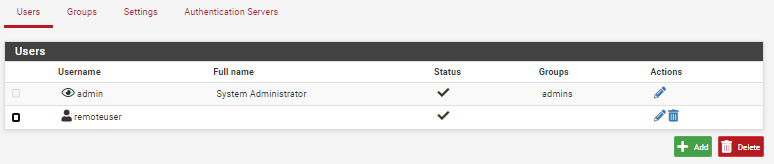 Users Groups Settings Authentication Servers
Users
Username Full name Status Groups Actions
admin System Administrator admins
remoteuser
Add Delete